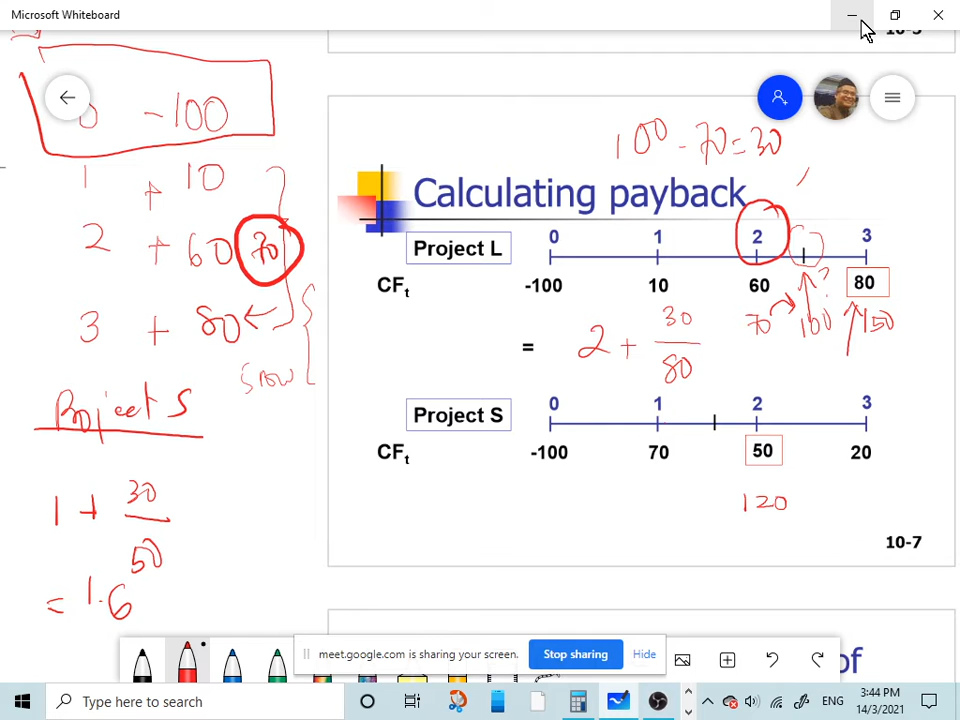 Microsoft Whiteboard
0 -100
1 + 10
2 + 60 70
3 + 80
Project S
1 + 30
50
= 1.6
100 - 70 = 30
Calculating payback
Project L
0 1 2 3
CFt -100 10 60 80
70 100 ? 150
= 2 + 30
80
Project S
0 1 2 3
CFt -100 70 50 20
120
10-7
of
meet.google.com is sharing your screen.
Stop sharing
Hide
Type here to search
ENG
3:44 PM
14/3/2021